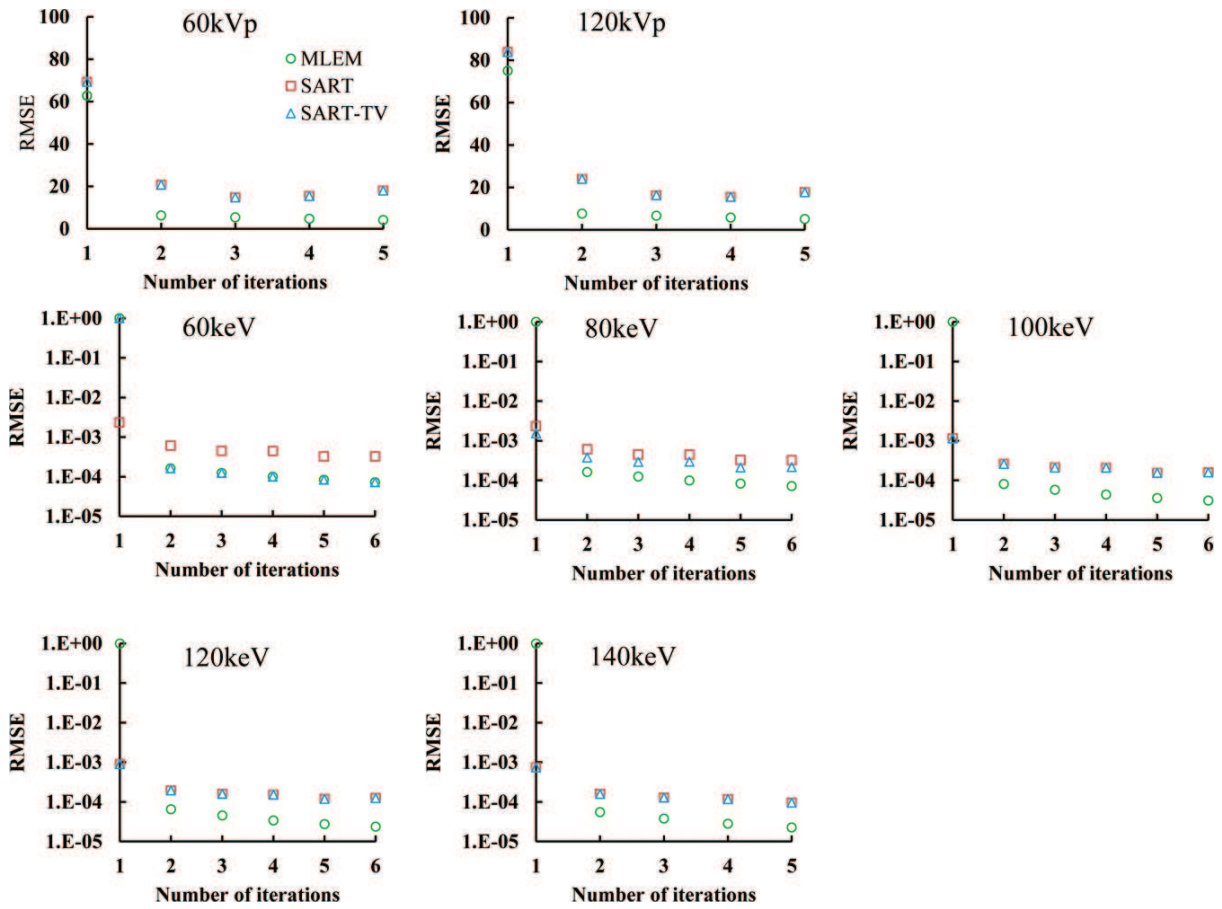 60kVp
100
80
60
40
20
0
RMSE
MLEM
SART
SART-TV
1 2 3 4 5
Number of iterations
120kVp
100
80
60
40
20
0
RMSE
1 2 3 4 5
Number of iterations
60keV
1.E+00
1.E-01
1.E-02
1.E-03
1.E-04
1.E-05
RMSE
1 2 3 4 5 6
Number of iterations
80keV
1.E+00
1.E-01
1.E-02
1.E-03
1.E-04
1.E-05
RMSE
1 2 3 4 5 6
Number of iterations
100keV
1.E+00
1.E-01
1.E-02
1.E-03
1.E-04
1.E-05
RMSE
1 2 3 4 5 6
Number of iterations
120keV
1.E+00
1.E-01
1.E-02
1.E-03
1.E-04
1.E-05
RMSE
1 2 3 4 5 6
Number of iterations
140keV
1.E+00
1.E-01
1.E-02
1.E-03
1.E-04
1.E-05
RMSE
1 2 3 4 5
Number of iterations